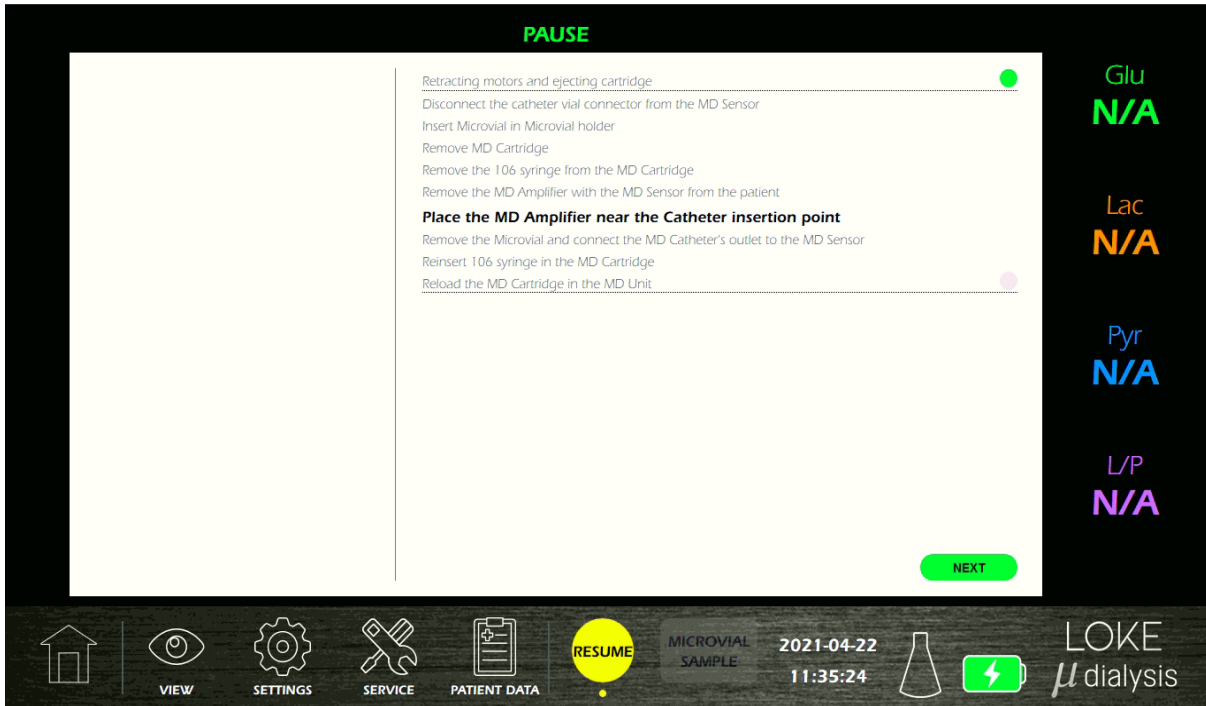 PAUSE
Retracting motors and ejecting cartridge
Disconnect the catheter vial connector from the MD Sensor
Insert Microvial in Microvial holder
Remove MD Cartridge
Remove the 106 syringe from the MD Cartridge
Remove the MD Amplifier with the MD Sensor from the patient
Place the MD Amplifier near the Catheter insertion point
Remove the Microvial and connect the MD Catheter's outlet to the MD Sensor
Reinsert 106 syringe in the MD Cartridge
Reload the MD Cartridge in the MD Unit
NEXT
Glu
N/A
Lac
N/A
Pyr
N/A
L/P
N/A
VIEW
SETTINGS
SERVICE
PATIENT DATA
RESUME
MICROVIAL
SAMPLE
2021-04-22
11:35:24
LOKE
μ dialysis